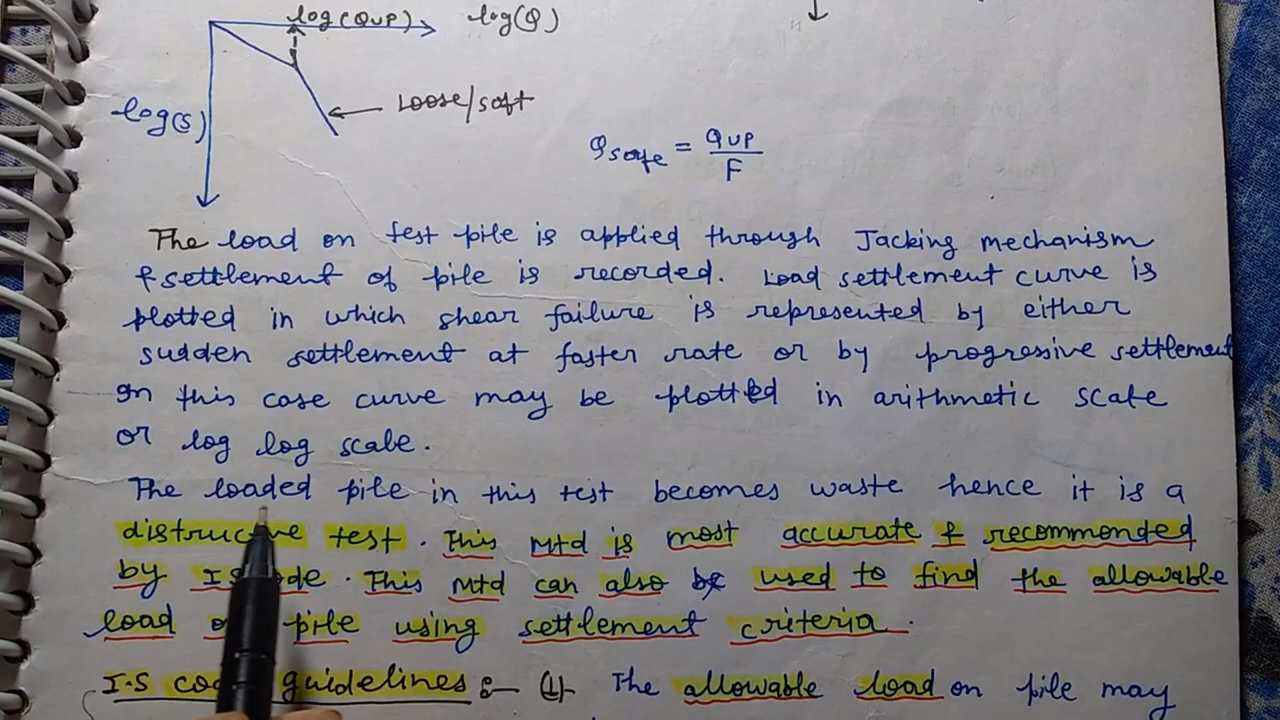 log(Qup) log(Q)
log(s)
Loose/soft
Qsafe = Qup/F
The load on test pile is applied through Jacking mechanism
& settlement of pile is recorded. Load settlement curve is
plotted in which shear failure is represented by either
sudden settlement at faster rate or by progressive settlement
In this case curve may be plotted in arithmetic scale
or log log scale.
The loaded pile in this test becomes waste hence it is a
distructive test. This Mtd is most accurate & recommonded
by IS code. This Mtd can also be used to find the allowable
load on pile using settlement criteria.
I.S code guidelines :- (1)- The allowable load on pile may